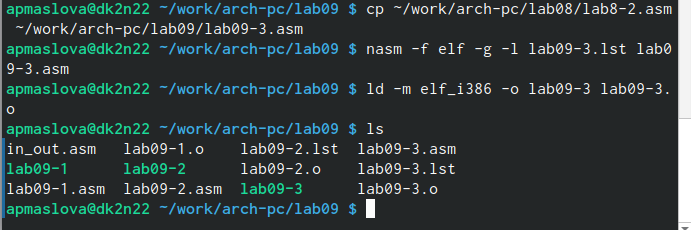 apmaslova@dk2n22 ~/work/arch-pc/lab09 $ cp ~/work/arch-pc/lab08/lab8-2.asm
 ~/work/arch-pc/lab09/lab09-3.asm
apmaslova@dk2n22 ~/work/arch-pc/lab09 $ nasm -f elf -g -l lab09-3.lst lab0
9-3.asm
apmaslova@dk2n22 ~/work/arch-pc/lab09 $ ld -m elf_i386 -o lab09-3 lab09-3.
o
apmaslova@dk2n22 ~/work/arch-pc/lab09 $ ls
in_out.asm   lab09-1.o    lab09-2.lst  lab09-3.asm
lab09-1      lab09-2      lab09-2.o    lab09-3.lst
lab09-1.asm  lab09-2.asm  lab09-3      lab09-3.o
apmaslova@dk2n22 ~/work/arch-pc/lab09 $